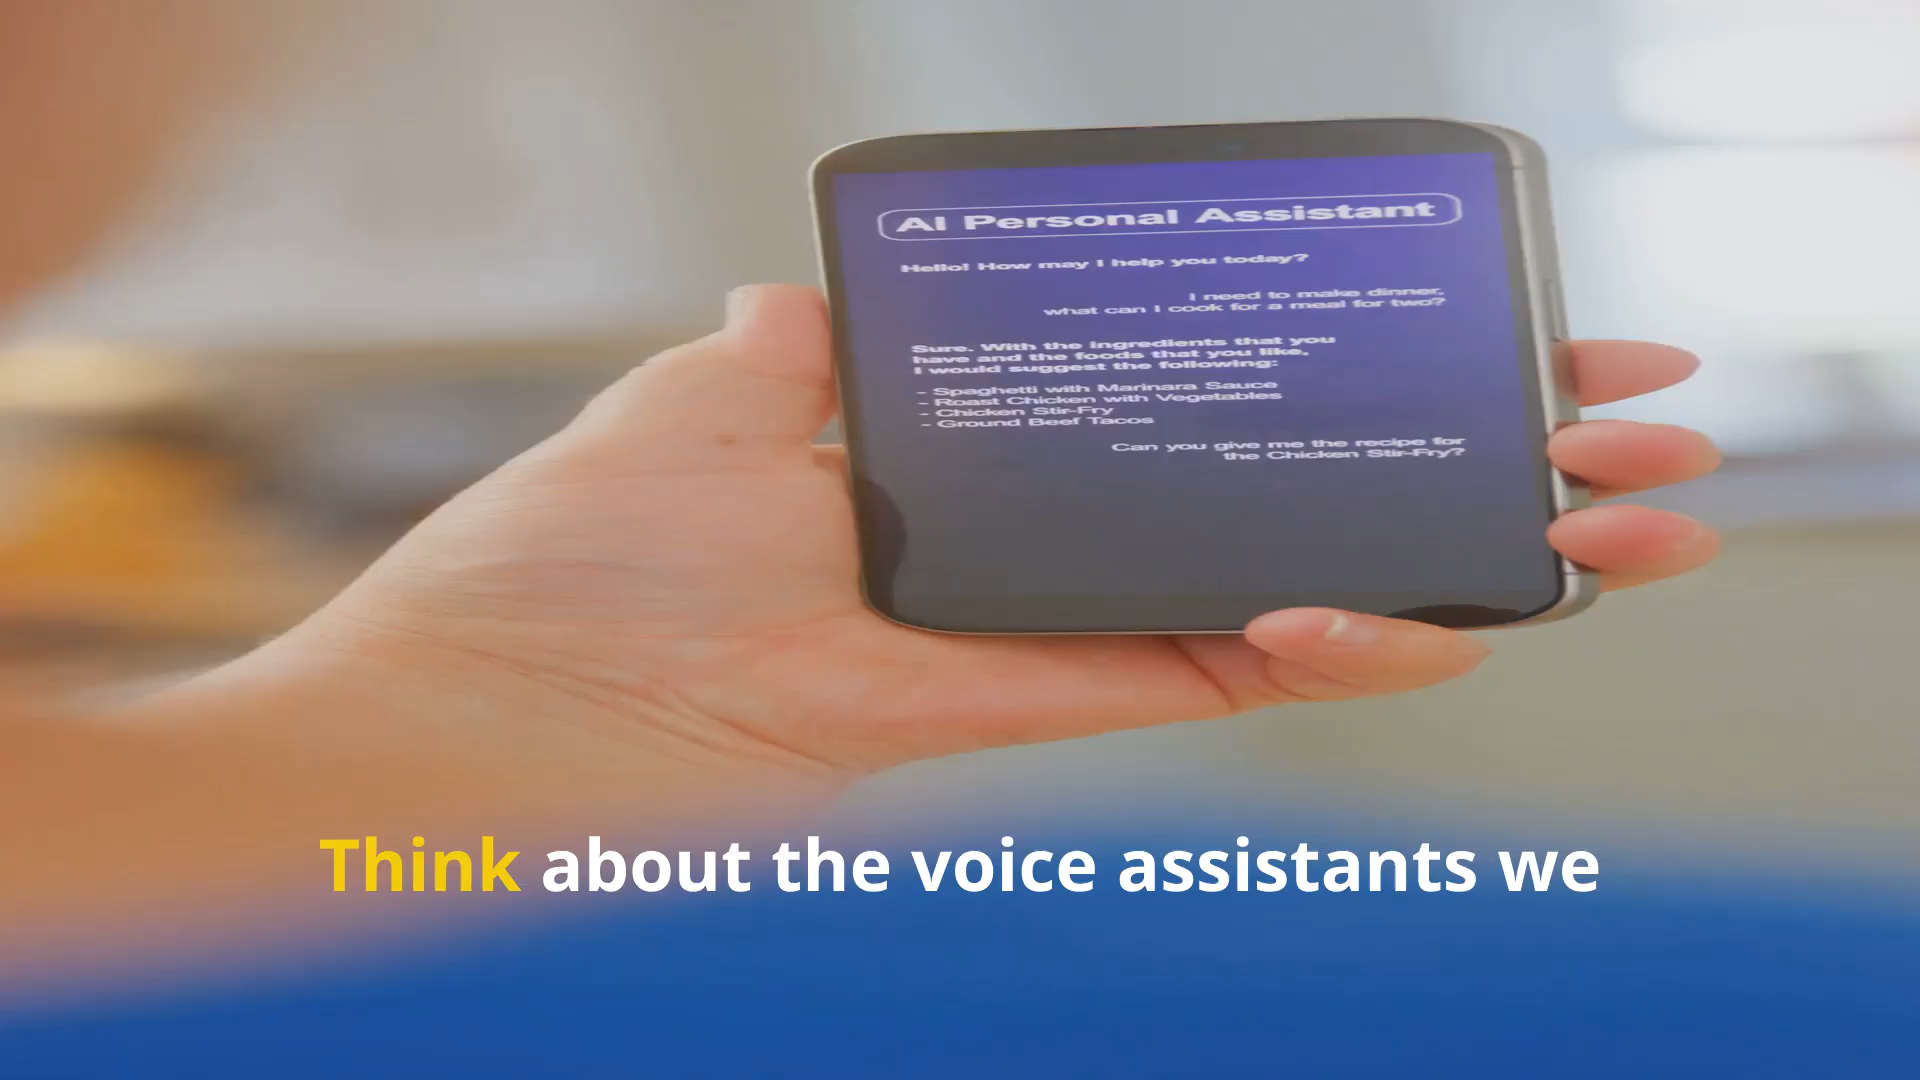 AI Personal Assistant
Hello! How may I help you today?
I need to make dinner,
what can I cook for a meal for two?
Sure. With the ingredients that you
have and the foods that you like,
I would suggest the following:
- Spaghetti with Marinara Sauce
- Roast Chicken with Vegetables
- Chicken Stir-Fry
- Ground Beef Tacos
Can you give me the recipe for
the Chicken Stir-Fry?
Think about the voice assistants we